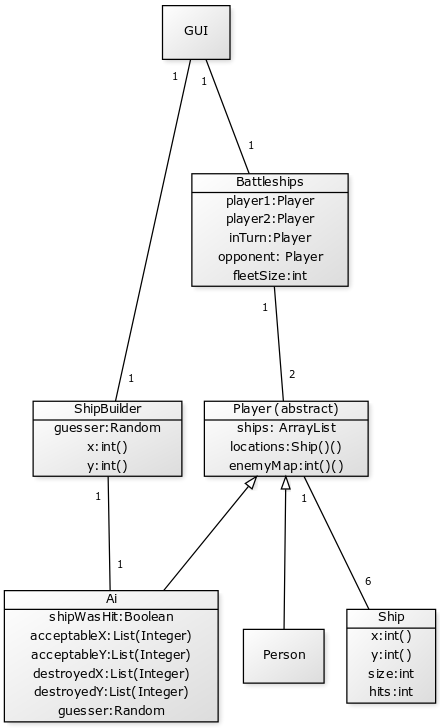 GUI
1
1
1
Battleships
player1:Player
player2:Player
inTurn:Player
opponent: Player
fleetSize:int
1
1
2
ShipBuilder
guesser:Random
x:int()
y:int()
Player (abstract)
ships: ArrayList
locations:Ship()()
enemyMap:int()()
1
1
1
6
Ai
shipWasHit:Boolean
acceptableX:List(Integer)
acceptableY:List(Integer)
destroyedX:List(Integer)
destroyedY:List(Integer)
guesser:Random
Person
Ship
x:int()
y:int()
size:int
hits:int